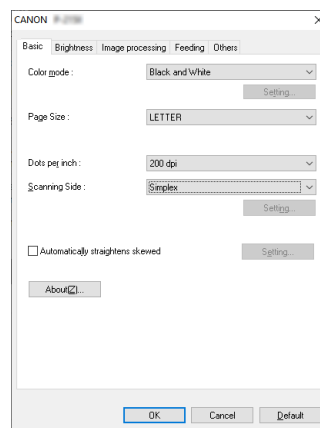 CANON
Basic Brightness Image processing Feeding Others
Color mode : Black and White
Setting...
Page Size : LETTER
Dots per inch : 200 dpi
Scanning Side : Simplex
Setting...
Automatically straightens skewed Setting...
About(Z)...
OK Cancel Default